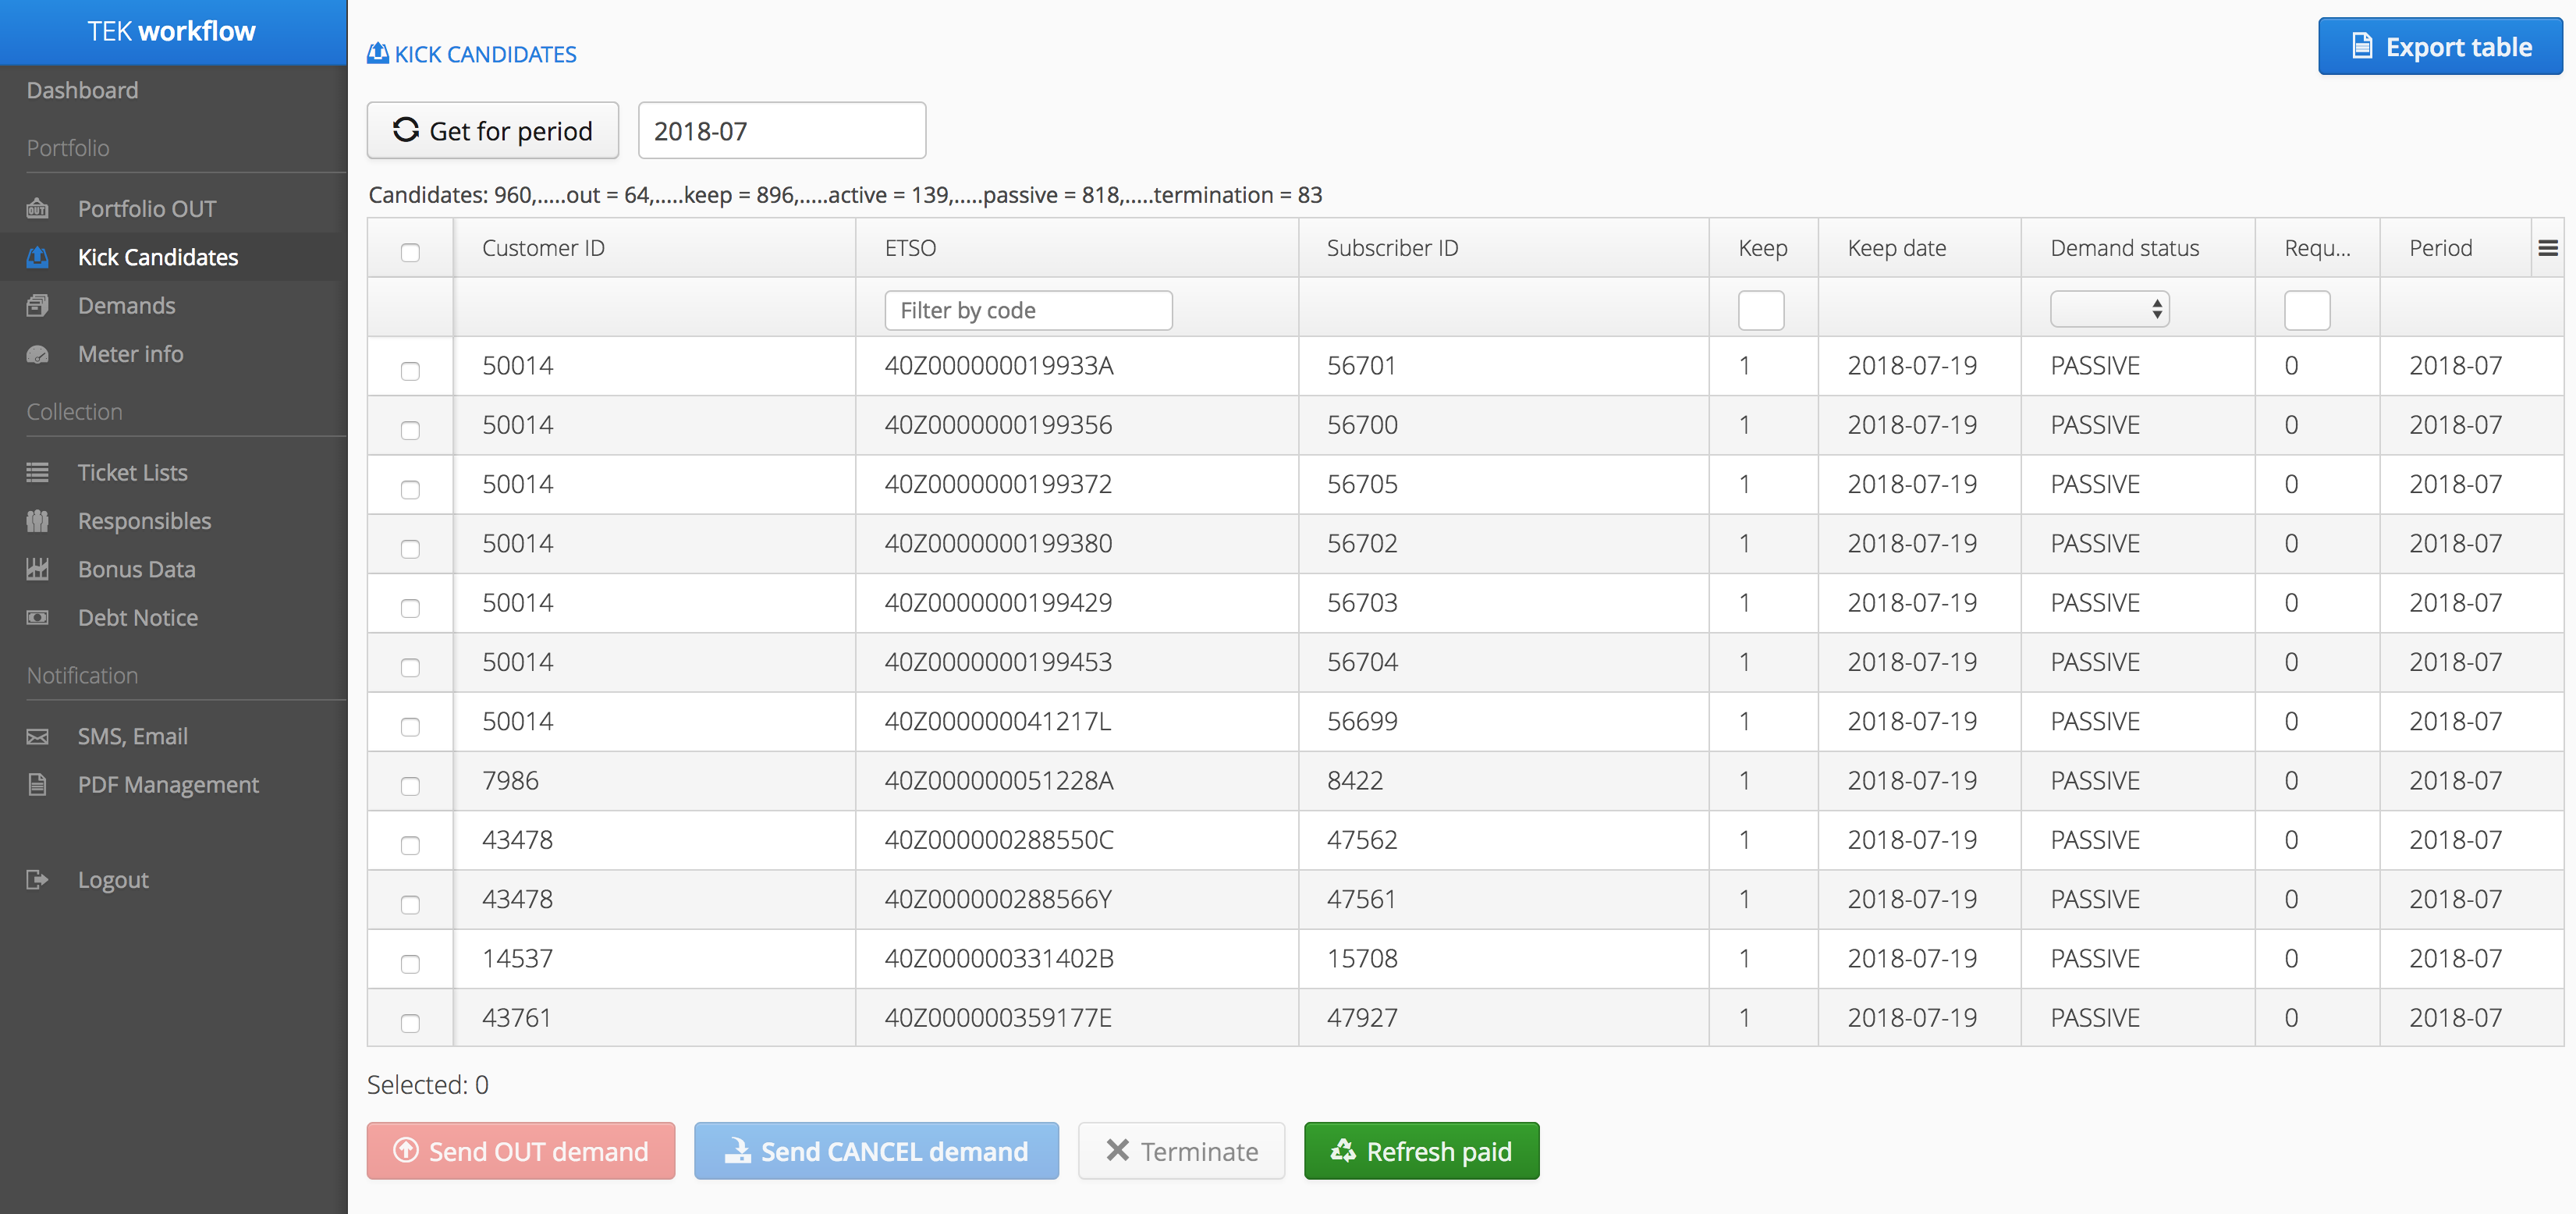 TEK workflow
Dashboard
Portfolio
OUT
Portfolio OUT
Kick Candidates
Demands
Meter info
Collection
Ticket Lists
Responsibles
Bonus Data
Debt Notice
Notification
SMS, Email
PDF Management
Logout
KICK CANDIDATES
Export table
Get for period
2018-07
Candidates: 960,.....out = 64,.....keep = 896,.....active = 139,.....passive = 818,.....termination = 83
Customer ID ETSO Subscriber ID Keep Keep date Demand status Requ... Period
Filter by code
50014 40Z000000019933A 56701 1 2018-07-19 PASSIVE 0 2018-07
50014 40Z0000000199356 56700 1 2018-07-19 PASSIVE 0 2018-07
50014 40Z0000000199372 56705 1 2018-07-19 PASSIVE 0 2018-07
50014 40Z0000000199380 56702 1 2018-07-19 PASSIVE 0 2018-07
50014 40Z0000000199429 56703 1 2018-07-19 PASSIVE 0 2018-07
50014 40Z0000000199453 56704 1 2018-07-19 PASSIVE 0 2018-07
50014 40Z000000041217L 56699 1 2018-07-19 PASSIVE 0 2018-07
7986 40Z000000051228A 8422 1 2018-07-19 PASSIVE 0 2018-07
43478 40Z000000288550C 47562 1 2018-07-19 PASSIVE 0 2018-07
43478 40Z000000288566Y 47561 1 2018-07-19 PASSIVE 0 2018-07
14537 40Z000000331402B 15708 1 2018-07-19 PASSIVE 0 2018-07
43761 40Z000000359177E 47927 1 2018-07-19 PASSIVE 0 2018-07
Selected: 0
Send OUT demand
Send CANCEL demand
Terminate
Refresh paid